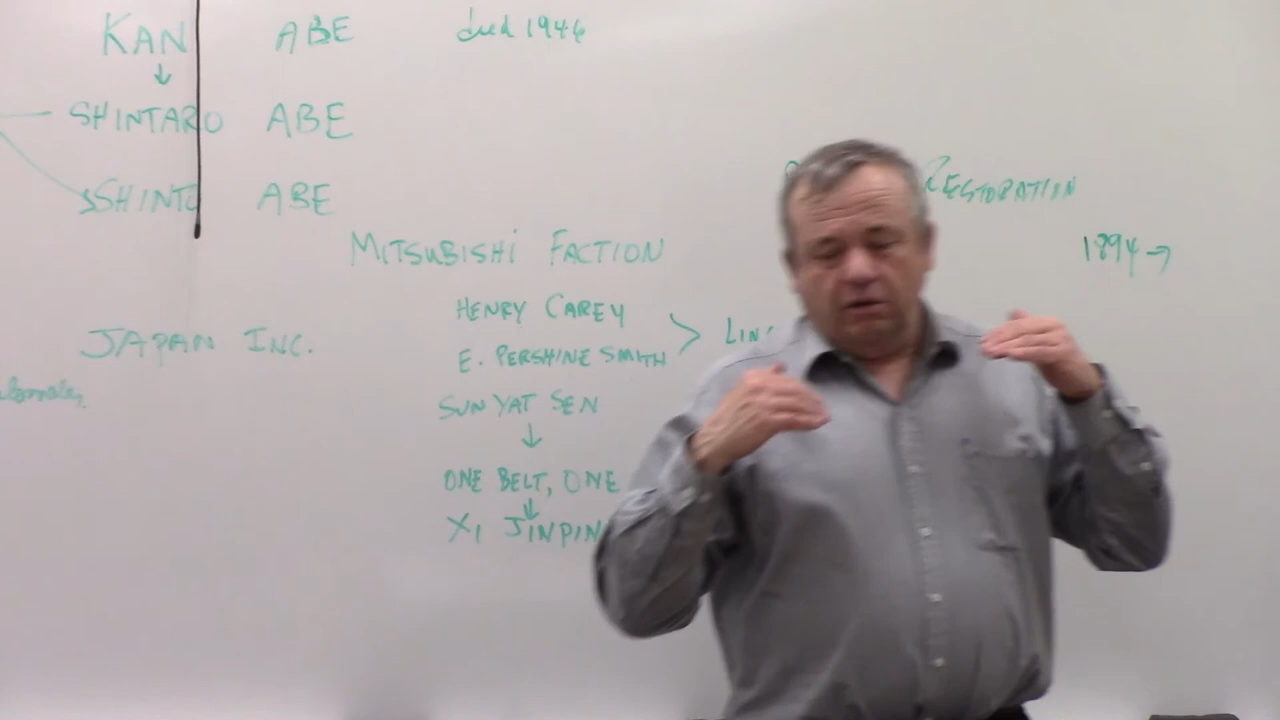 KAN ABE died 1946
SHINTARO ABE
SHINTO ABE
RESTORATION
1894 →
MITSUBISHI FACTION
HENRY CAREY
JAPAN INC.
E. PERSHINE SMITH
SUN YAT SEN
ONE BELT, ONE
XI JINPIN